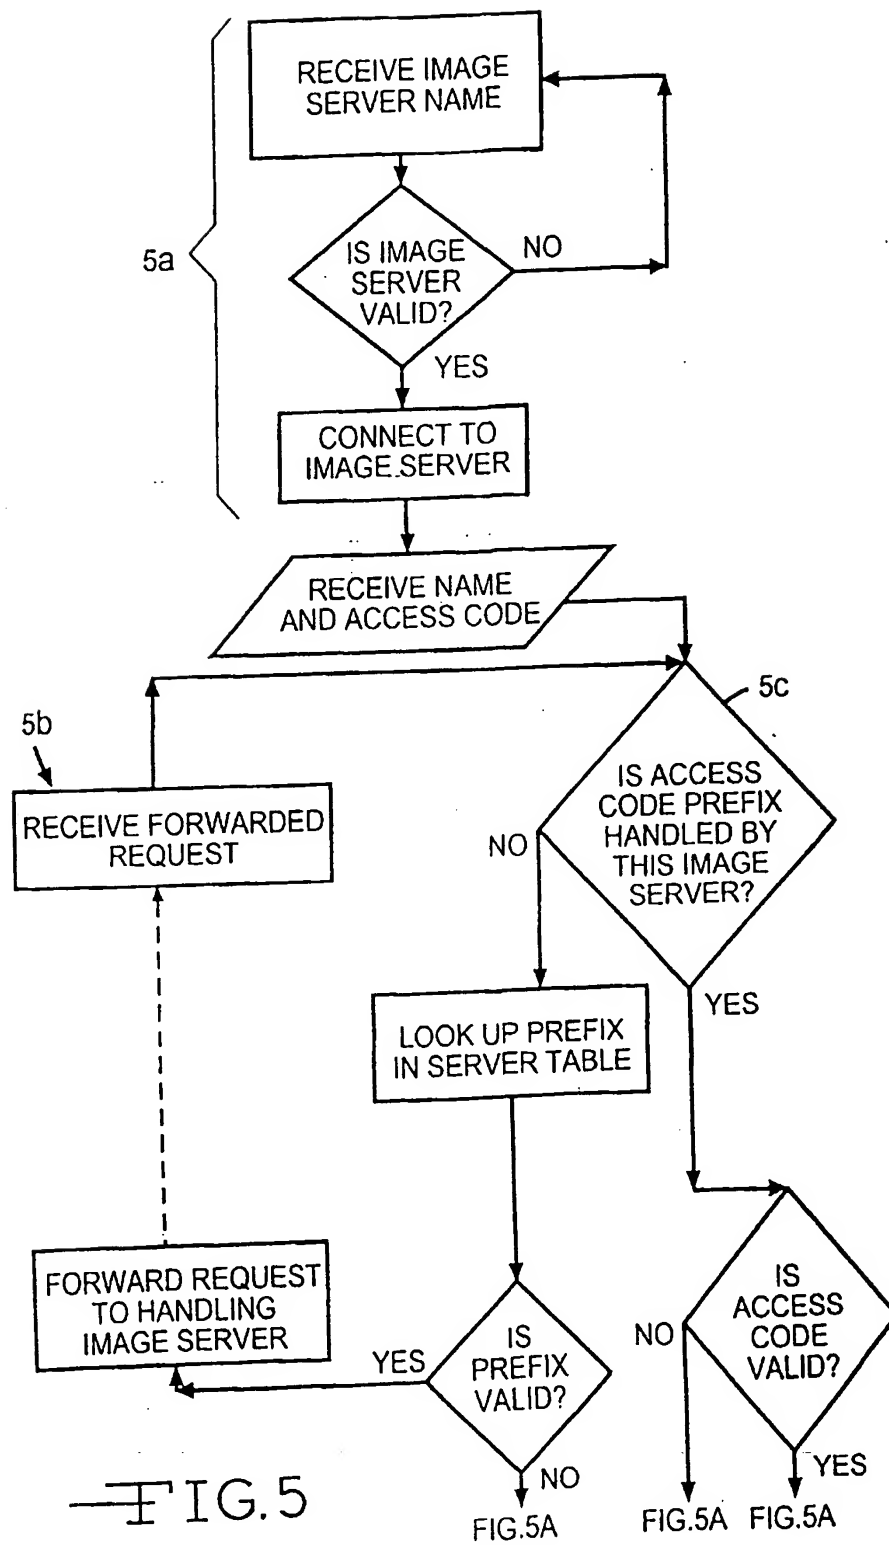 RECEIVE IMAGE
SERVER NAME
5a
IS IMAGE
SERVER
VALID?
NO
YES
CONNECT TO
IMAGE SERVER
RECEIVE NAME
AND ACCESS CODE
5b
5c
RECEIVE FORWARDED
REQUEST
IS ACCESS
CODE PREFIX
HANDLED BY
THIS IMAGE
SERVER?
NO
YES
LOOK UP PREFIX
IN SERVER TABLE
FORWARD REQUEST
TO HANDLING
IMAGE SERVER
YES
IS
PREFIX
VALID?
NO
IS
ACCESS
CODE
VALID?
NO
YES
FIG.5A
FIG.5A
FIG.5A
FIG.5